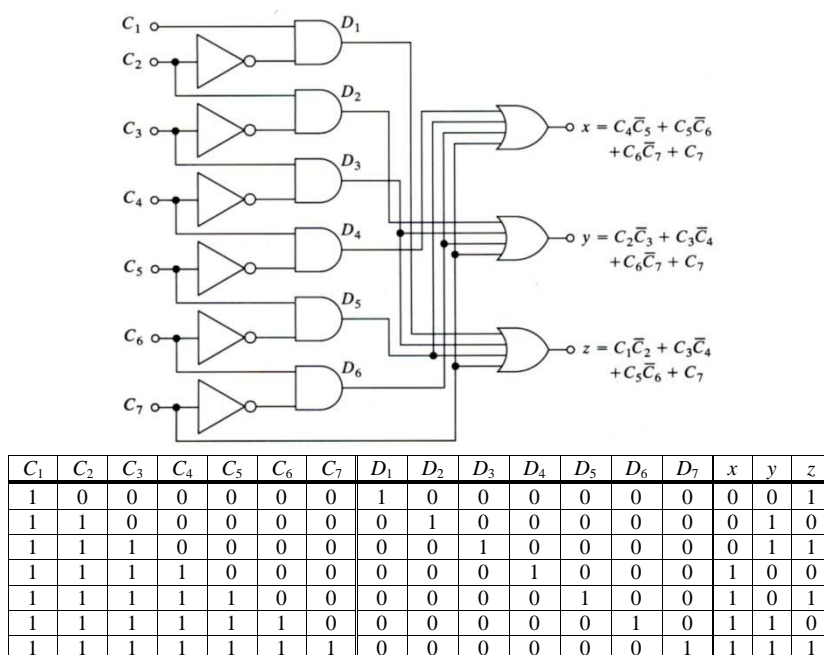 C₁ D₁
C₂
D₂
C₃ x = C₄C̅₅ + C₅C̅₆
+C₆C̅₇ + C₇
D₃
C₄
D₄ y = C₂C̅₃ + C₃C̅₄
+C₆C̅₇ + C₇
C₅
D₅
C₆ z = C₁C̅₂ + C₃C̅₄
+C₅C̅₆ + C₇
D₆
C₇
C₁ C₂ C₃ C₄ C₅ C₆ C₇ D₁ D₂ D₃ D₄ D₅ D₆ D₇ x y z
1 0 0 0 0 0 0 1 0 0 0 0 0 0 0 0 1
1 1 0 0 0 0 0 0 1 0 0 0 0 0 0 1 0
1 1 1 0 0 0 0 0 0 1 0 0 0 0 0 1 1
1 1 1 1 0 0 0 0 0 0 1 0 0 0 1 0 0
1 1 1 1 1 0 0 0 0 0 0 1 0 0 1 0 1
1 1 1 1 1 1 0 0 0 0 0 0 1 0 1 1 0
1 1 1 1 1 1 1 0 0 0 0 0 0 1 1 1 1